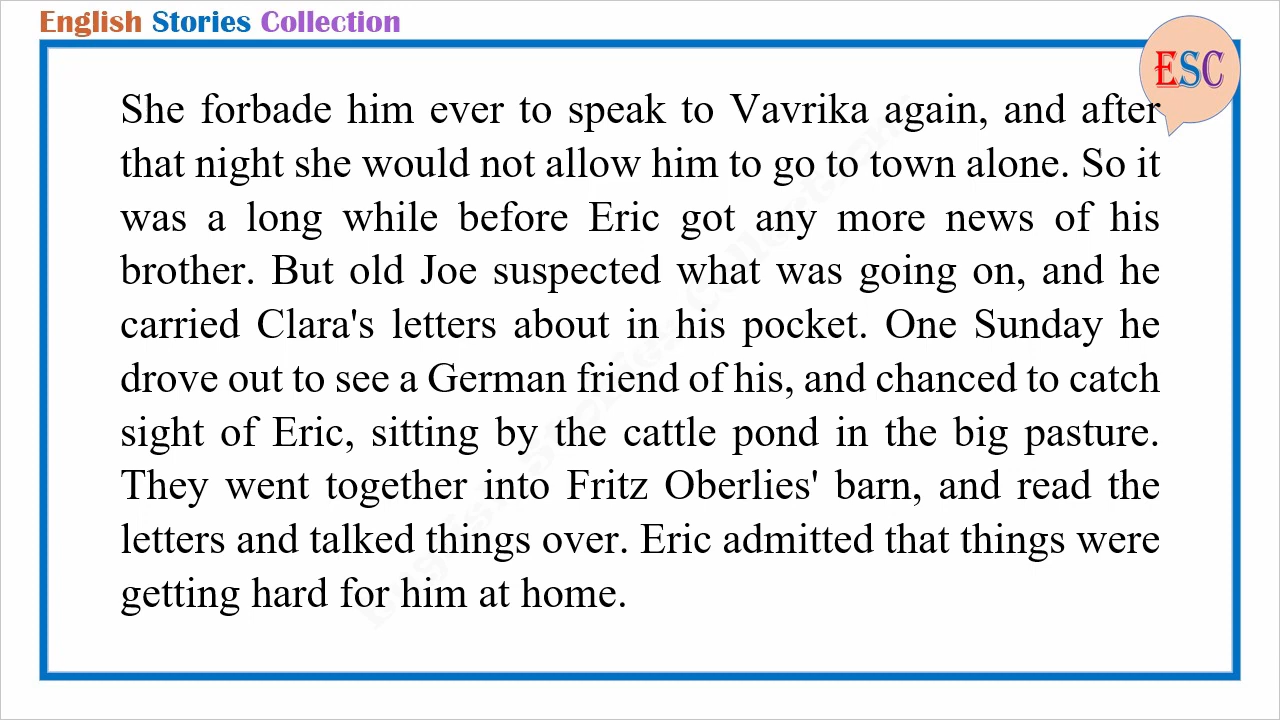 English Stories Collection
ESC
She forbade him ever to speak to Vavrika again, and after
that night she would not allow him to go to town alone. So it
was a long while before Eric got any more news of his
brother. But old Joe suspected what was going on, and he
carried Clara's letters about in his pocket. One Sunday he
drove out to see a German friend of his, and chanced to catch
sight of Eric, sitting by the cattle pond in the big pasture.
They went together into Fritz Oberlies' barn, and read the
letters and talked things over. Eric admitted that things were
getting hard for him at home.